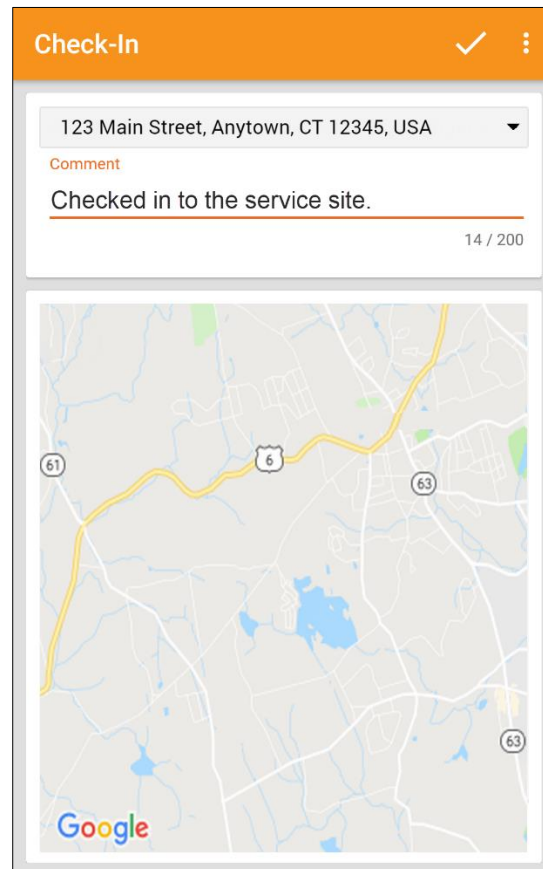 Check-In
123 Main Street, Anytown, CT 12345, USA
Comment
Checked in to the service site.
14 / 200
6
61
63
63
Google